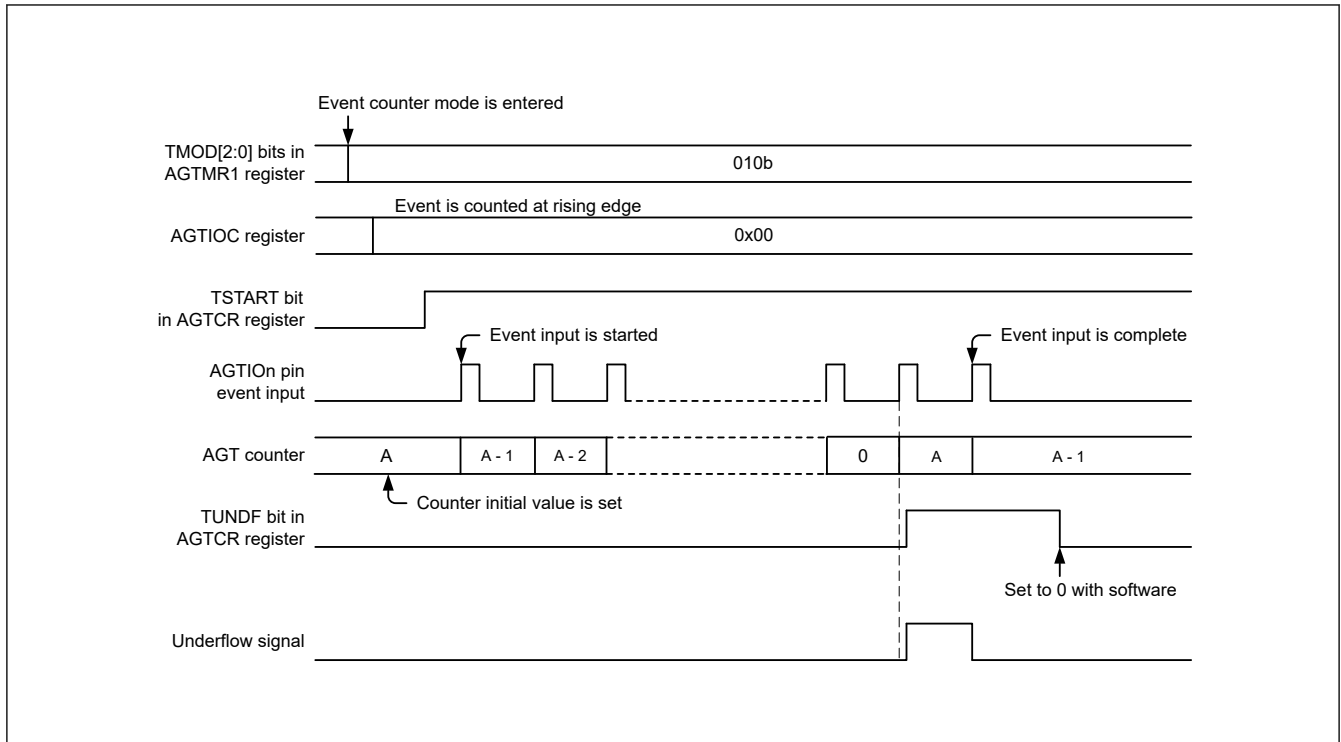 Event counter mode is entered
TMOD[2:0] bits in
AGTMR1 register
010b
Event is counted at rising edge
AGTIOC register
0x00
TSTART bit
in AGTCR register
Event input is started
Event input is complete
AGTIOn pin
event input
AGT counter
A
A - 1
A - 2
0
A
A - 1
Counter initial value is set
TUNDF bit in
AGTCR register
Set to 0 with software
Underflow signal